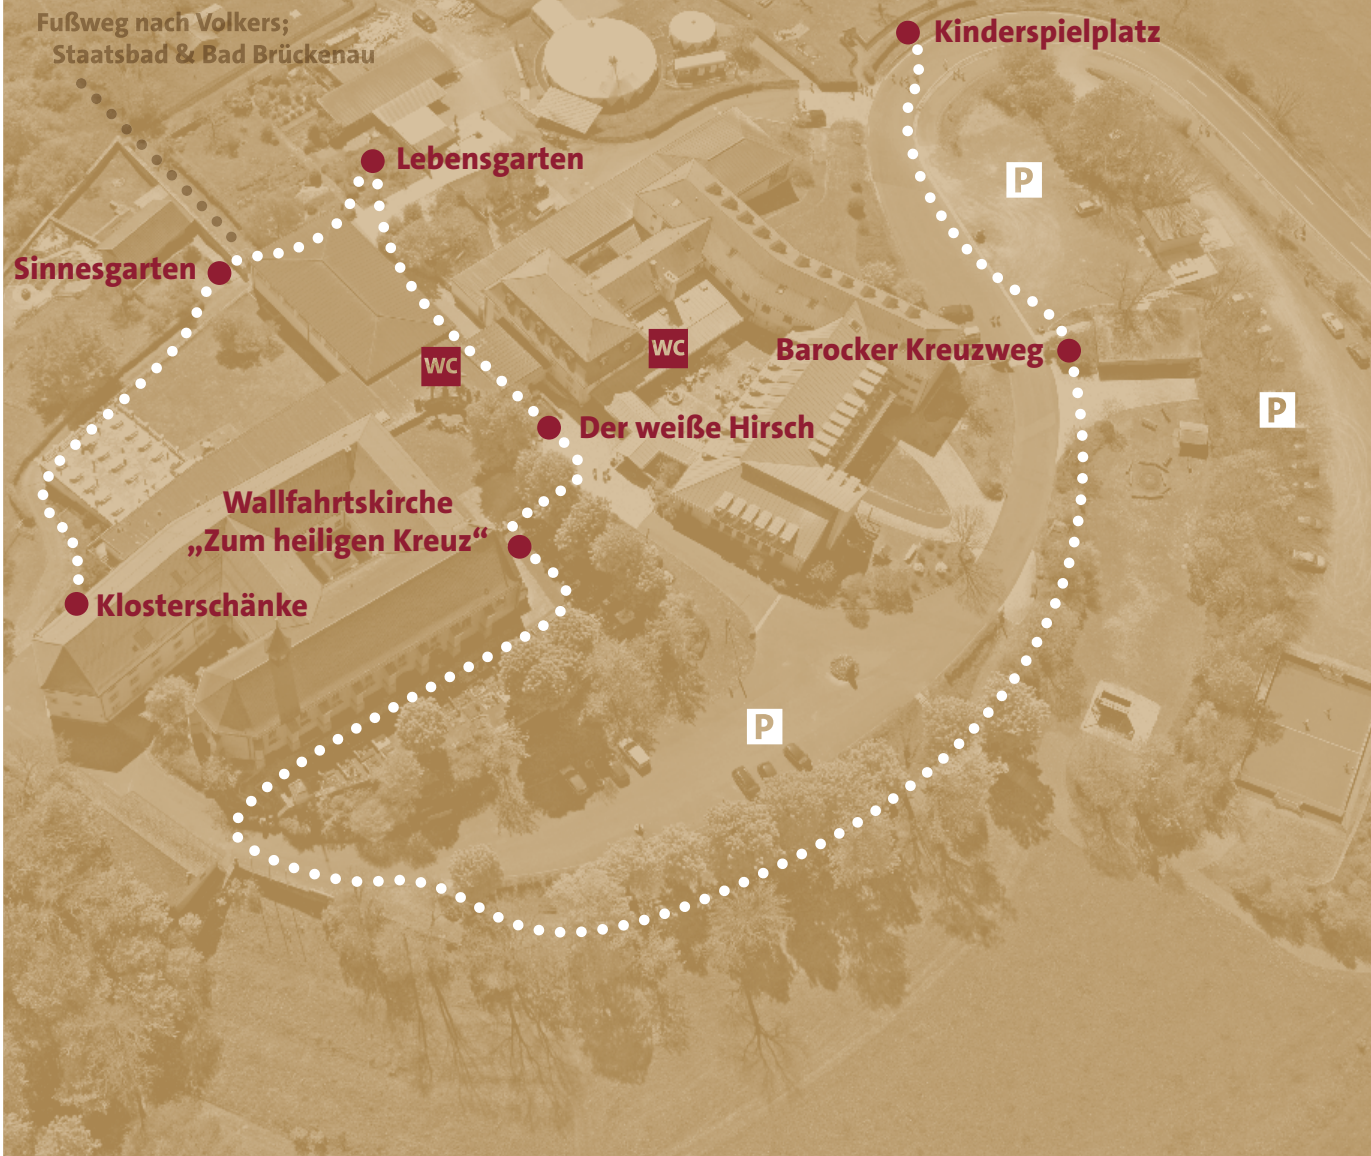 Fußweg nach Volkers;
Staatsbad & Bad Brückenau
Kinderspielplatz
Lebensgarten
P
Sinnesgarten
WC
WC
Barocker Kreuzweg
P
Der weiße Hirsch
Wallfahrtskirche
„Zum heiligen Kreuz“
Klosterschänke
P